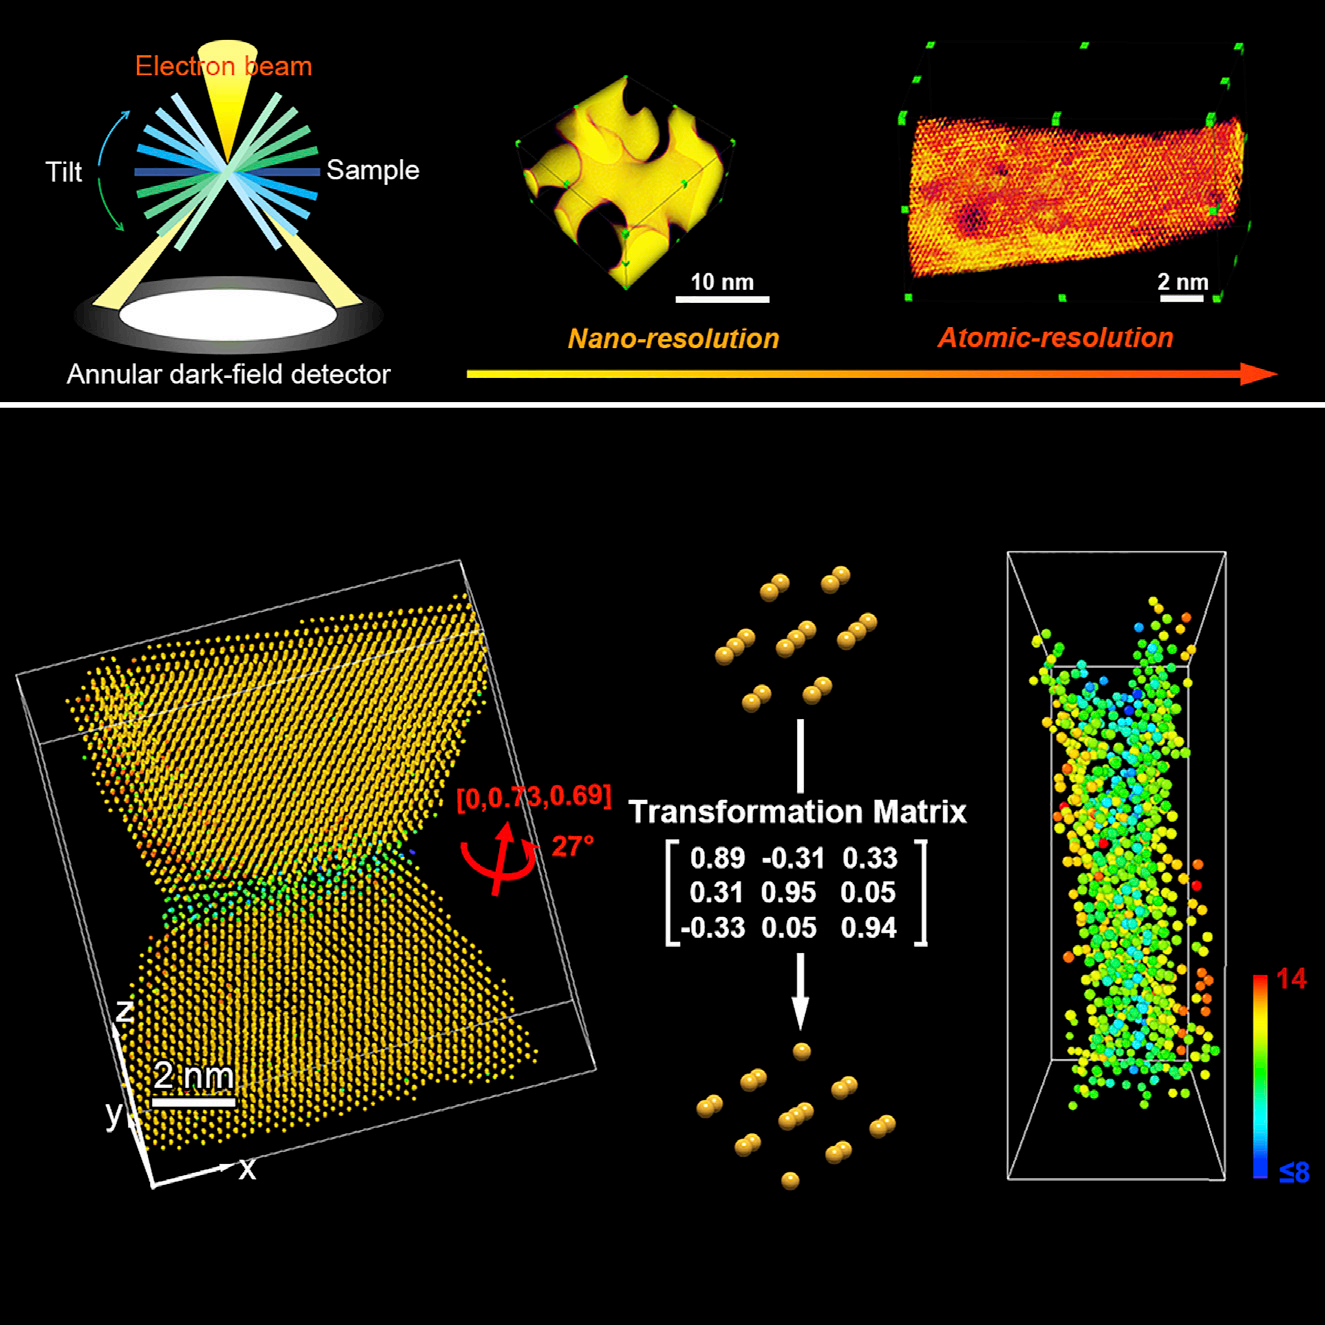 Electron beam
Tilt
Sample
Annular dark-field detector
10 nm
Nano-resolution
2 nm
Atomic-resolution
[0,0.73,0.69]
27°
z
y
x
2 nm
Transformation Matrix
0.89 -0.31 0.33
0.31 0.95 0.05
-0.33 0.05 0.94
14
≤8